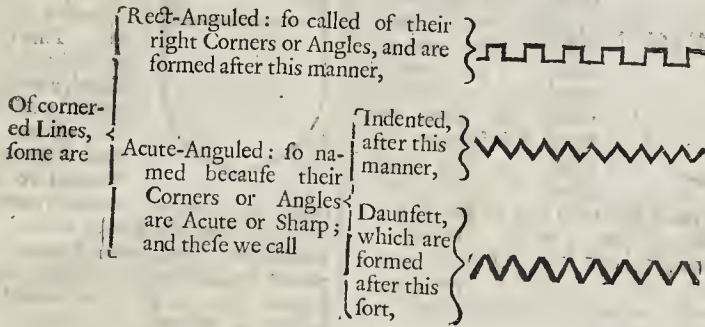 Of corner-
ed Lines,
ſome are
Rect-Anguled: ſo called of their
right Corners or Angles, and are
formed after this manner,
Acute-Anguled: ſo na-
med becauſe their
Corners or Angles
are Acute or Sharp;
and theſe we call
Indented,
after this
manner,
Daunſett,
which are
formed
after this
ſort,